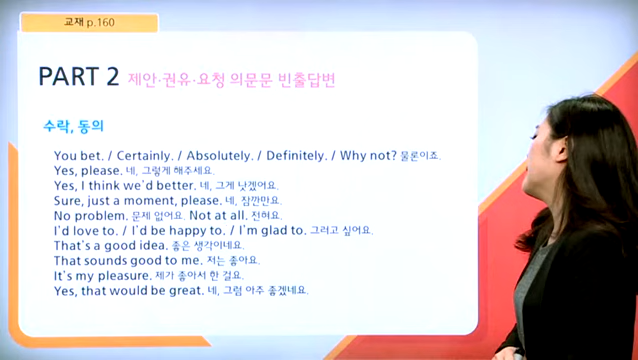 교재 p.160
PART 2 제안·권유·요청 의문문 빈출답변
수락, 동의
You bet. / Certainly. / Absolutely. / Definitely. / Why not? 물론이죠.
Yes, please. 네, 그렇게 해주세요.
Yes, I think we'd better. 네, 그게 낫겠어요.
Sure, just a moment, please. 네, 잠깐만요.
No problem. 문제 없어요. Not at all. 전혀요.
I'd love to. / I'd be happy to. / I'm glad to. 그러고 싶어요.
That's a good idea. 좋은 생각이네요.
That sounds good to me. 저는 좋아요.
It's my pleasure. 제가 좋아서 한 걸요.
Yes, that would be great. 네, 그럼 아주 좋겠네요.